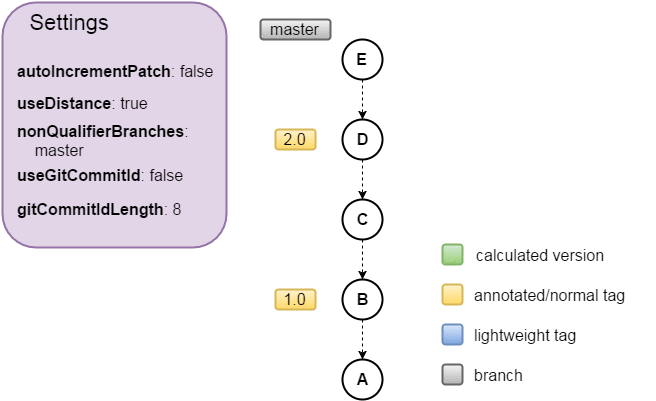 Settings
autoIncrementPatch: false
useDistance: true
nonQualifierBranches:
master
useGitCommitId: false
gitCommitIdLength: 8
master
E
2.0
D
C
1.0
B
A
calculated version
annotated/normal tag
lightweight tag
branch